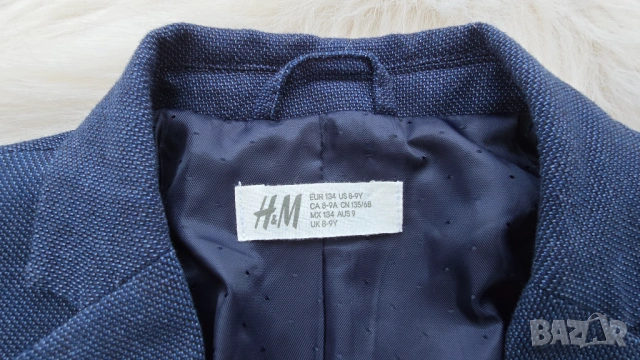 H&M
EUR 134 US 8-9Y
CA 8-9A CN 135/68
MX 134 AUS 9
UK 8-9Y
BAZAR